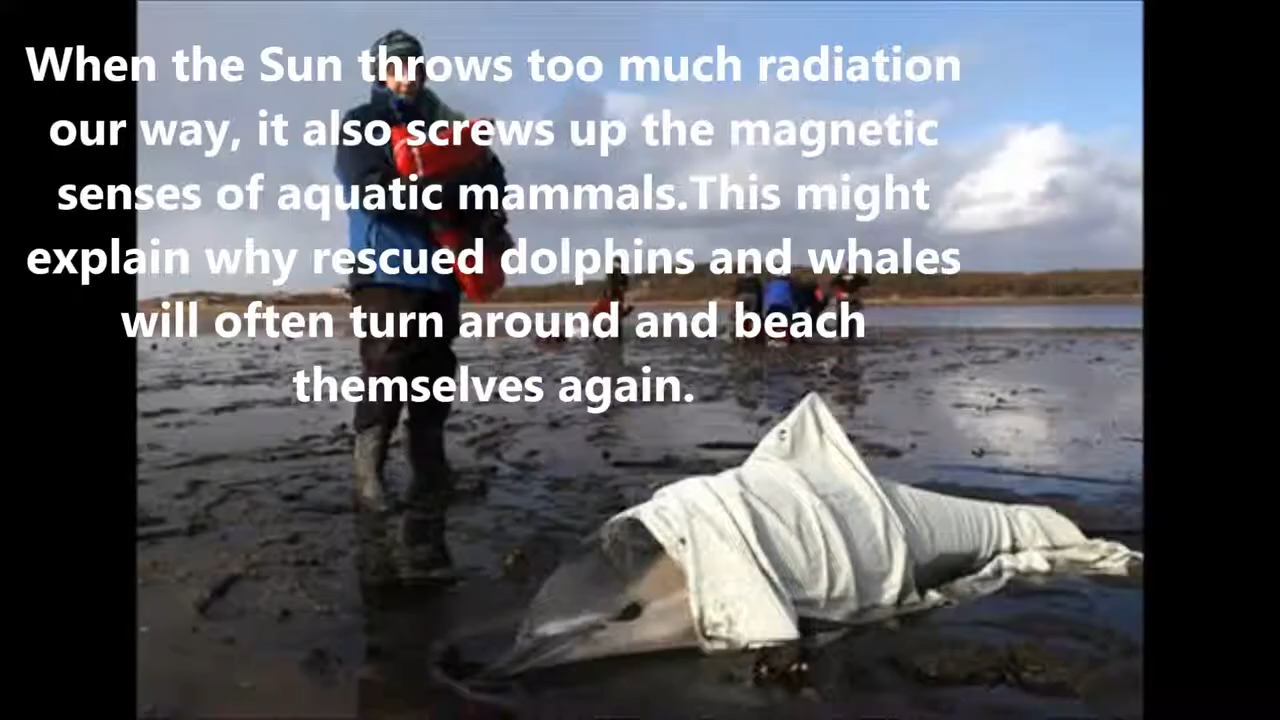 When the Sun throws too much radiation
our way, it also screws up the magnetic
senses of aquatic mammals.This might
explain why rescued dolphins and whales
will often turn around and beach
themselves again.